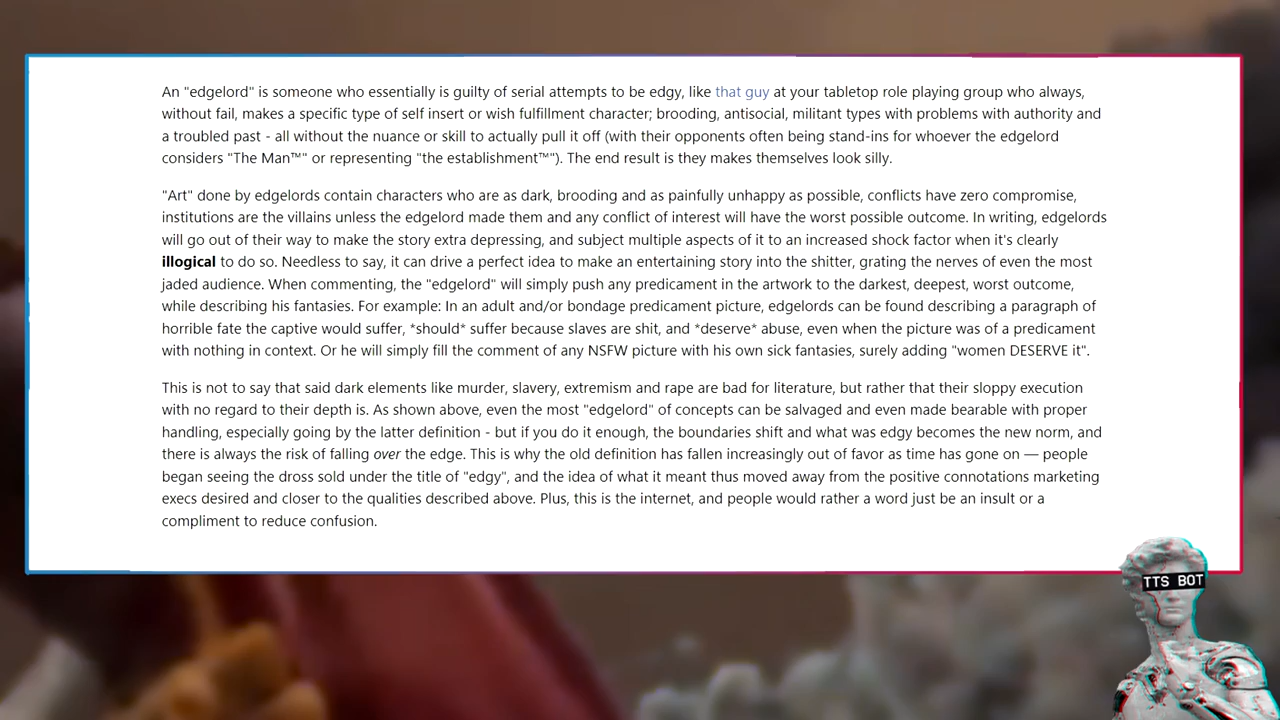 An "edgelord" is someone who essentially is guilty of serial attempts to be edgy, like that guy at your tabletop role playing group who always,
without fail, makes a specific type of self insert or wish fulfillment character; brooding, antisocial, militant types with problems with authority and
a troubled past - all without the nuance or skill to actually pull it off (with their opponents often being stand-ins for whoever the edgelord
considers "The Man™" or representing "the establishment™"). The end result is they makes themselves look silly.
"Art" done by edgelords contain characters who are as dark, brooding and as painfully unhappy as possible, conflicts have zero compromise,
institutions are the villains unless the edgelord made them and any conflict of interest will have the worst possible outcome. In writing, edgelords
will go out of their way to make the story extra depressing, and subject multiple aspects of it to an increased shock factor when it's clearly
illogical to do so. Needless to say, it can drive a perfect idea to make an entertaining story into the shitter, grating the nerves of even the most
jaded audience. When commenting, the "edgelord" will simply push any predicament in the artwork to the darkest, deepest, worst outcome,
while describing his fantasies. For example: In an adult and/or bondage predicament picture, edgelords can be found describing a paragraph of
horrible fate the captive would suffer, *should* suffer because slaves are shit, and *deserve* abuse, even when the picture was of a predicament
with nothing in context. Or he will simply fill the comment of any NSFW picture with his own sick fantasies, surely adding "women DESERVE it".
This is not to say that said dark elements like murder, slavery, extremism and rape are bad for literature, but rather that their sloppy execution
with no regard to their depth is. As shown above, even the most "edgelord" of concepts can be salvaged and even made bearable with proper
handling, especially going by the latter definition - but if you do it enough, the boundaries shift and what was edgy becomes the new norm, and
there is always the risk of falling over the edge. This is why the old definition has fallen increasingly out of favor as time has gone on — people
began seeing the dross sold under the title of "edgy", and the idea of what it meant thus moved away from the positive connotations marketing
execs desired and closer to the qualities described above. Plus, this is the internet, and people would rather a word just be an insult or a
compliment to reduce confusion.
TTS BOT